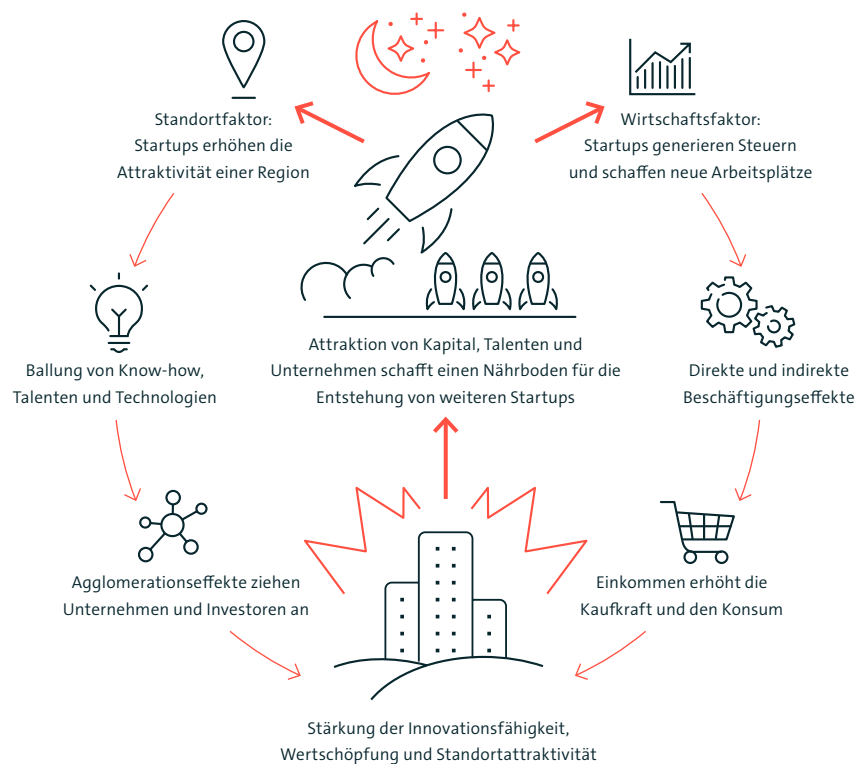 Standortfaktor:
Startups erhöhen die
Attraktivität einer Region
Wirtschaftsfaktor:
Startups generieren Steuern
und schaffen neue Arbeitsplätze
Attraktion von Kapital, Talenten und
Unternehmen schafft einen Nährboden für die
Entstehung von weiteren Startups
Ballung von Know-how,
Talenten und Technologien
Direkte und indirekte
Beschäftigungseffekte
Agglomerationseffekte ziehen
Unternehmen und Investoren an
Einkommen erhöht die
Kaufkraft und den Konsum
Stärkung der Innovationsfähigkeit,
Wertschöpfung und Standortattraktivität